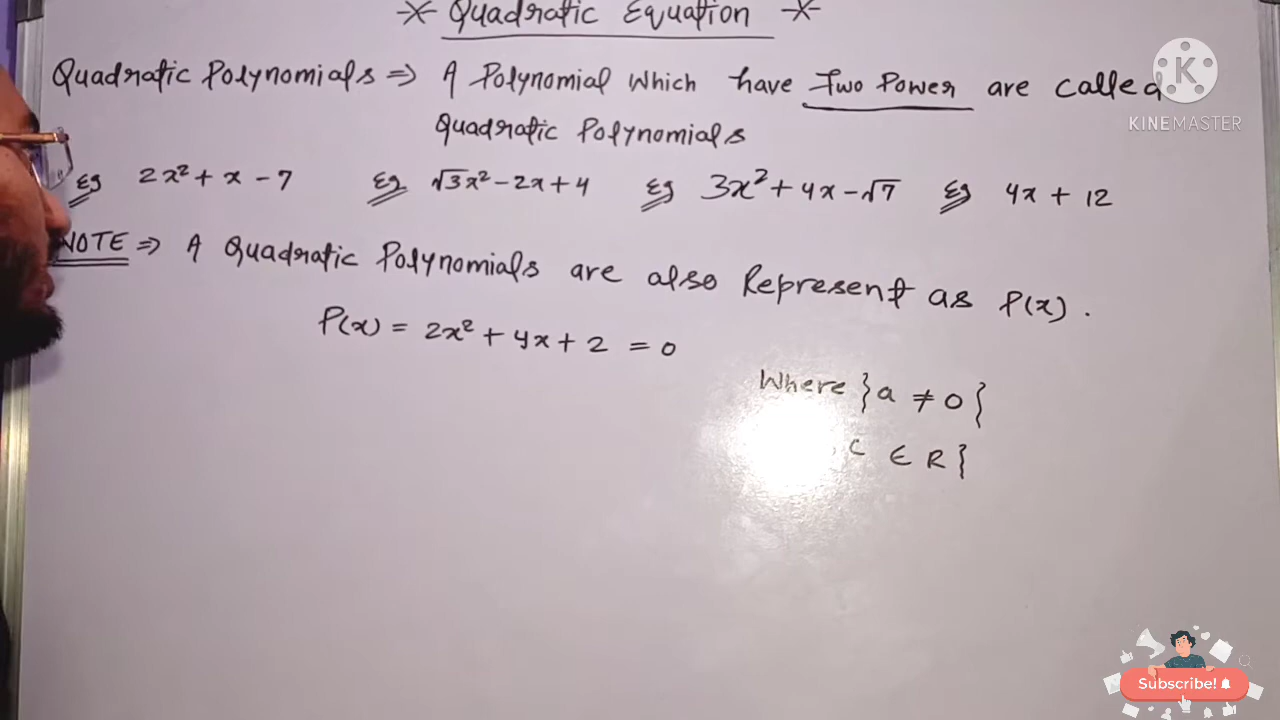 Quadratic Equation
Quadratic Polynomials ⇒ A Polynomial Which have Two Power are called
Quadratic Polynomials
Eg 2x² + x - 7 Eg √3x² - 2x + 4 Eg 3x² + 4x - √7 Eg 4x + 12
NOTE ⇒ A Quadratic Polynomials are also Represent as P(x).
P(x) = 2x² + 4x + 2 = 0
Where }a ≠ 0}
, C ∈ R}
K
KINEMASTER
Subscribe!